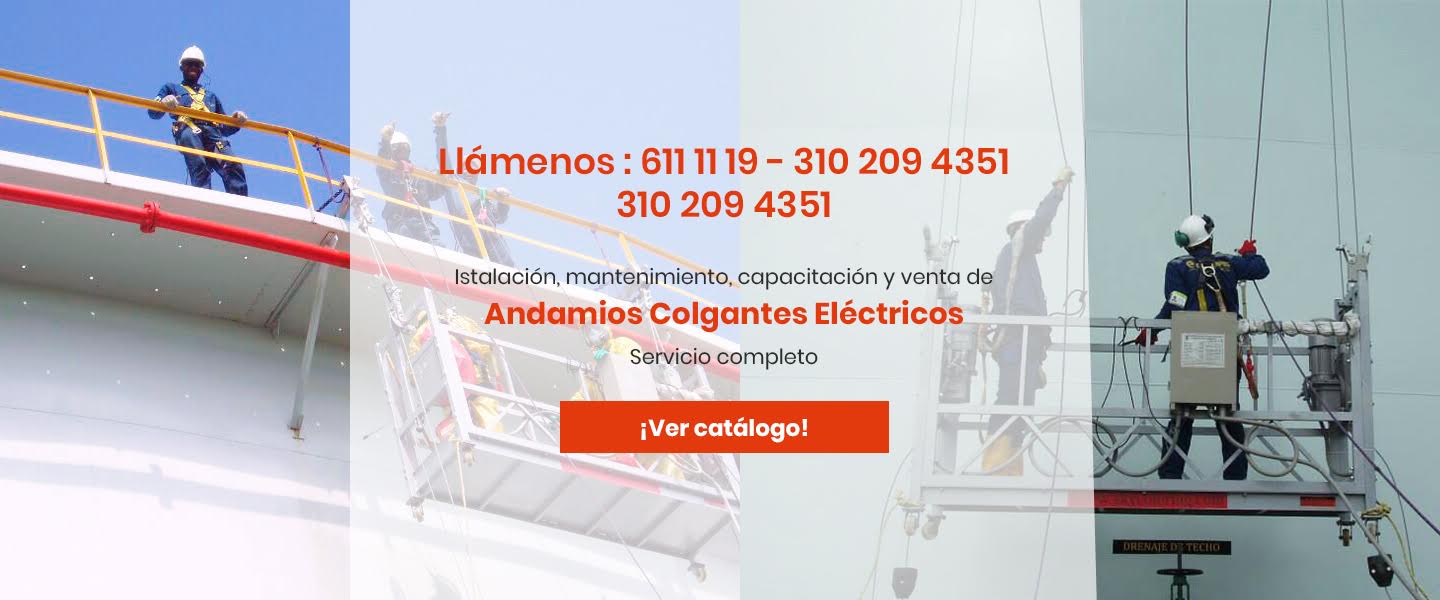 Llámenos : 611 11 19 - 310 209 4351
310 209 4351
Istalación, mantenimiento, capacitación y venta de
Andamios Colgantes Eléctricos
Servicio completo
¡Ver catálogo!
DRENAJE DE TECHO